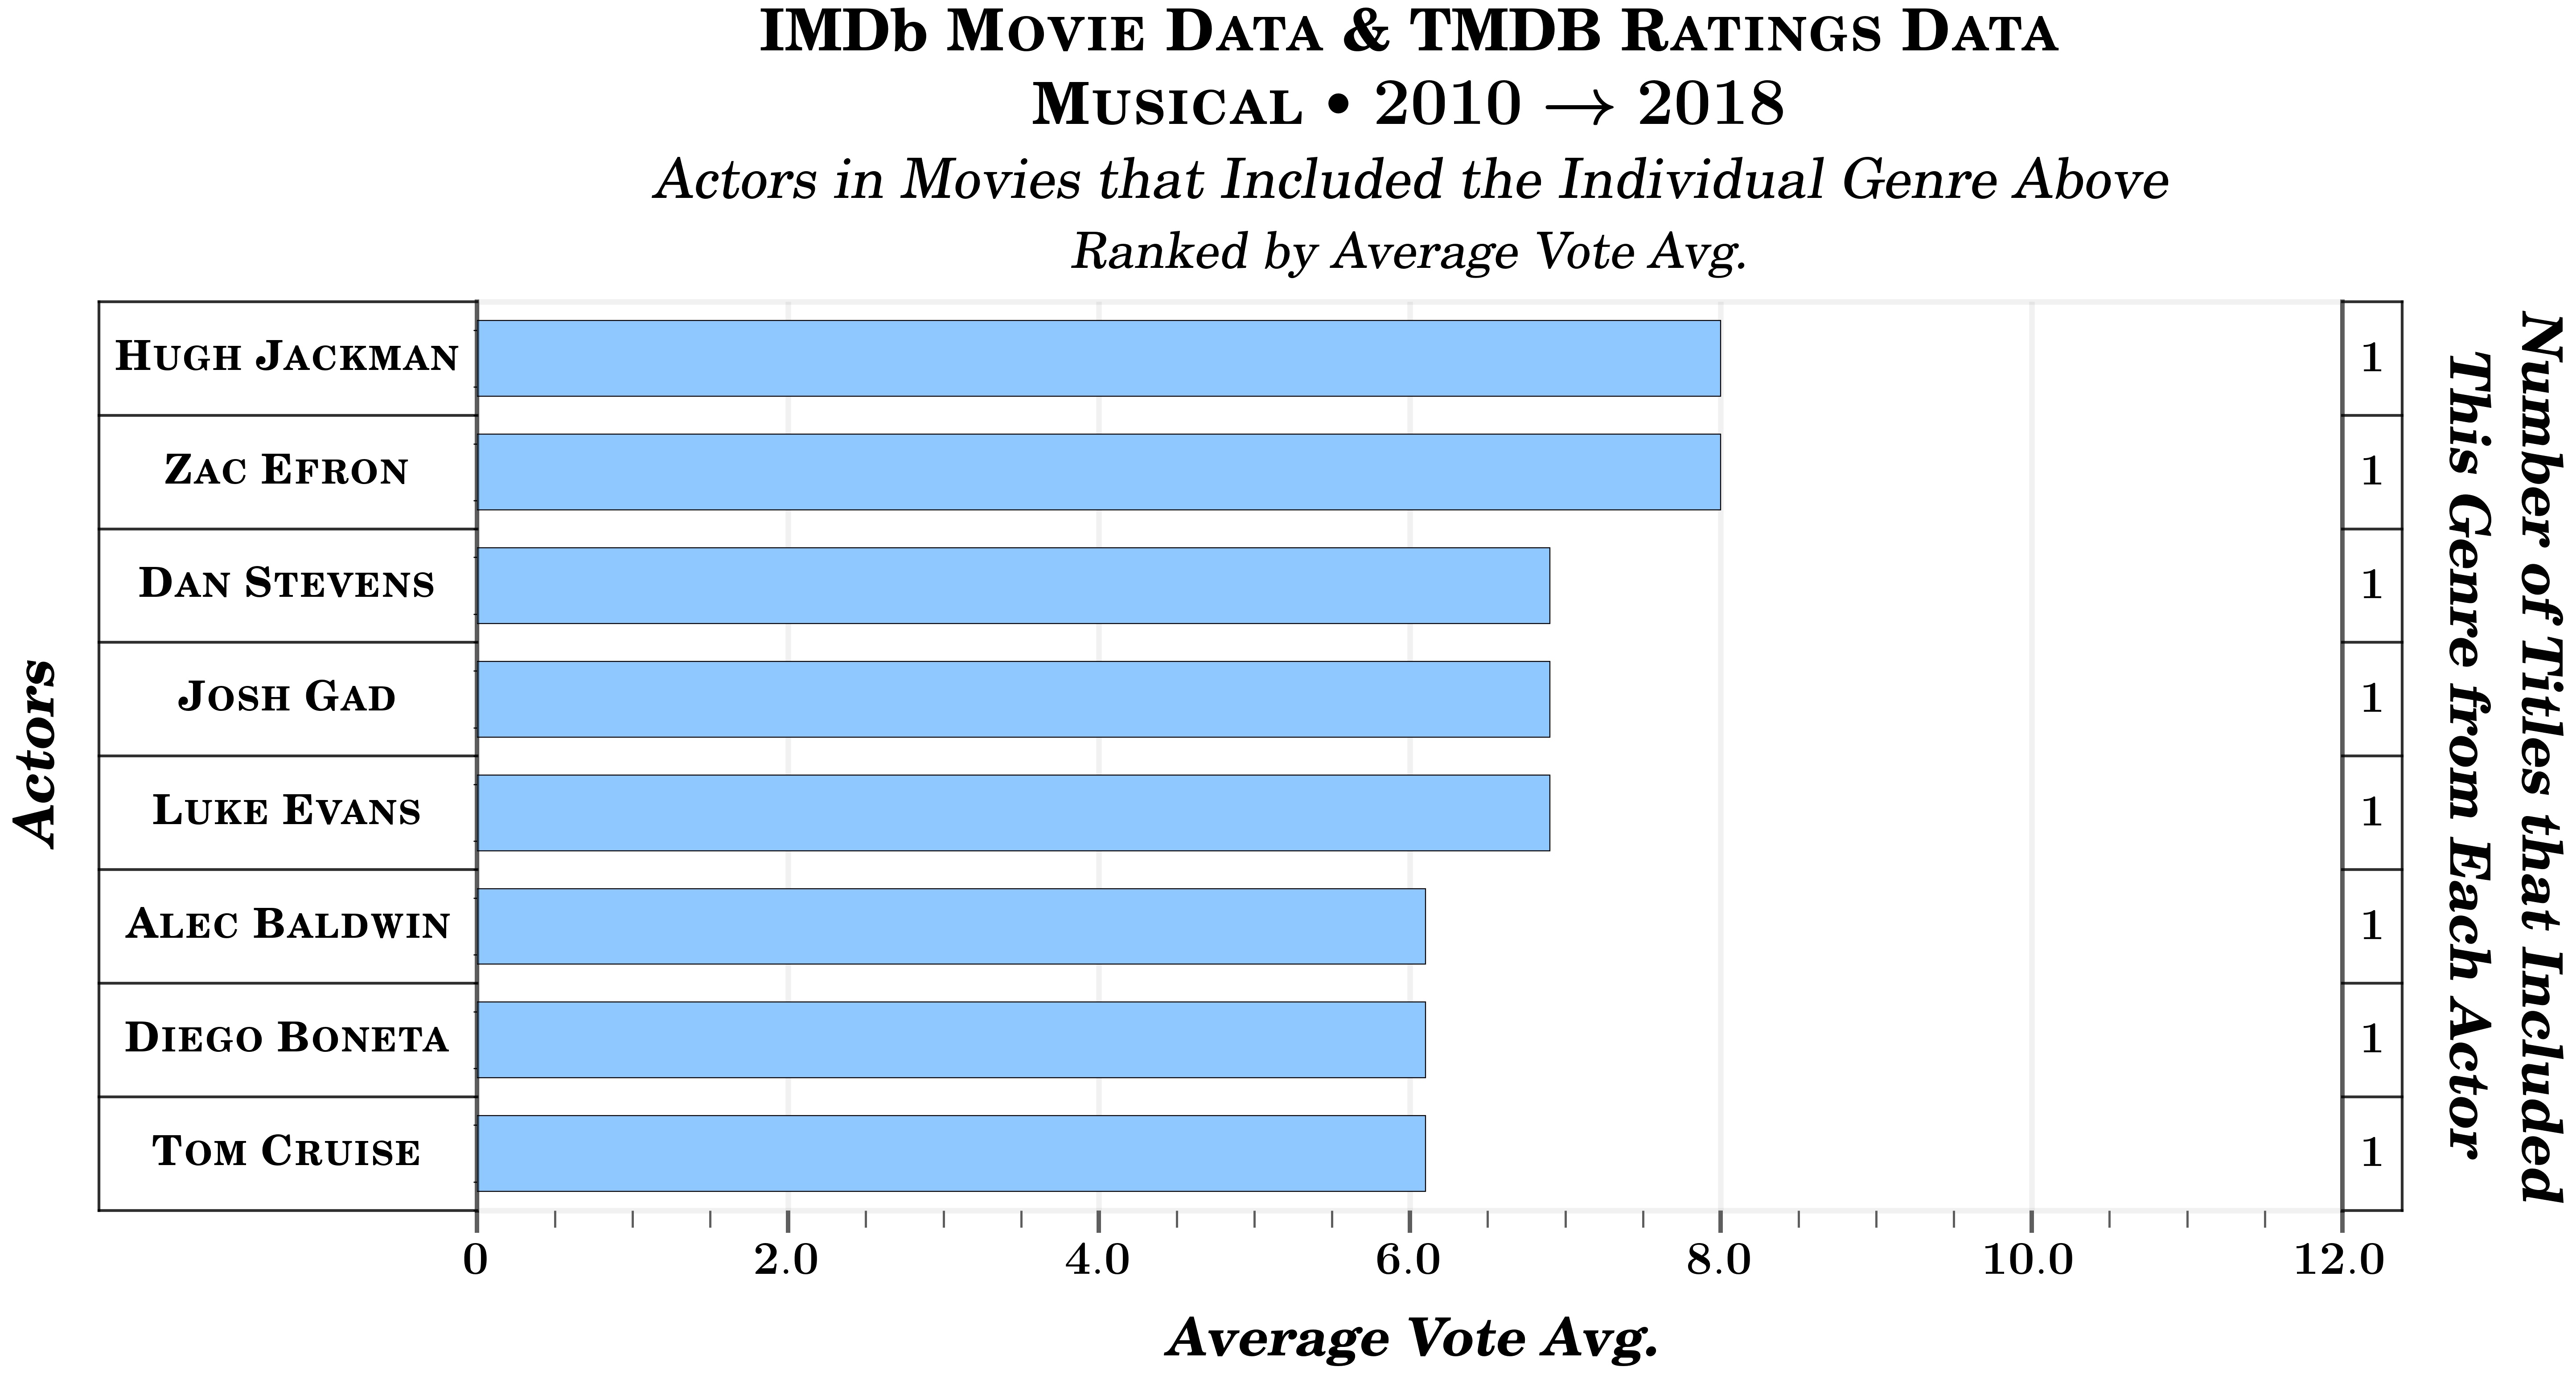 IMDb Movie Data & TMDB Ratings Data
Musical • 2010 → 2018
Actors in Movies that Included the Individual Genre Above
Ranked by Average Vote Avg.
Actors
Hugh Jackman 1
Zac Efron 1
Dan Stevens 1
Josh Gad 1
Luke Evans 1
Alec Baldwin 1
Diego Boneta 1
Tom Cruise 1
Number of Titles that Included
This Genre from Each Actor
0 2.0 4.0 6.0 8.0 10.0 12.0
Average Vote Avg.